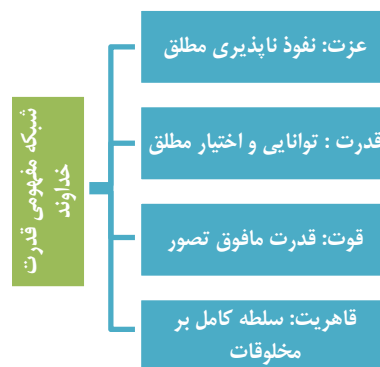 شبکه مفهومی قدرت
خداوند
عزت: نفوذ ناپذیری مطلق
قدرت : توانایی و اختیار مطلق
قوت: قدرت مافوق تصور
قاهریت: سلطه کامل بر
مخلوقات